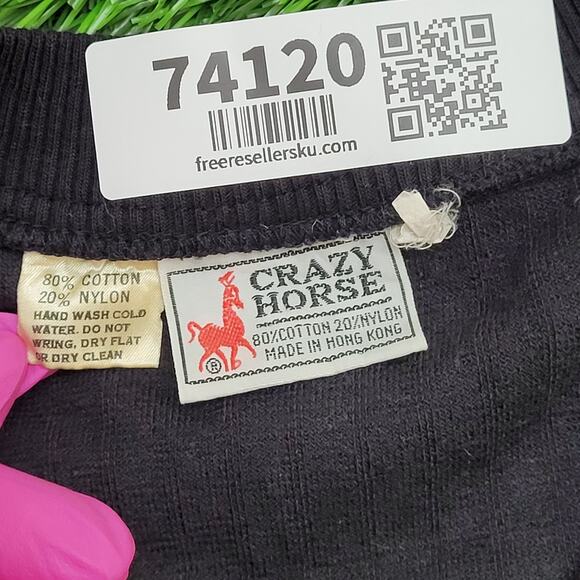 74120
freeresellersku.com
80% COTTON
20% NYLON
HAND WASH COLD
WATER. DO NOT
WRING, DRY FLAT
OR DRY CLEAN
CRAZY
HORSE
80%COTTON 20%NYLON
MADE IN HONG KONG
®